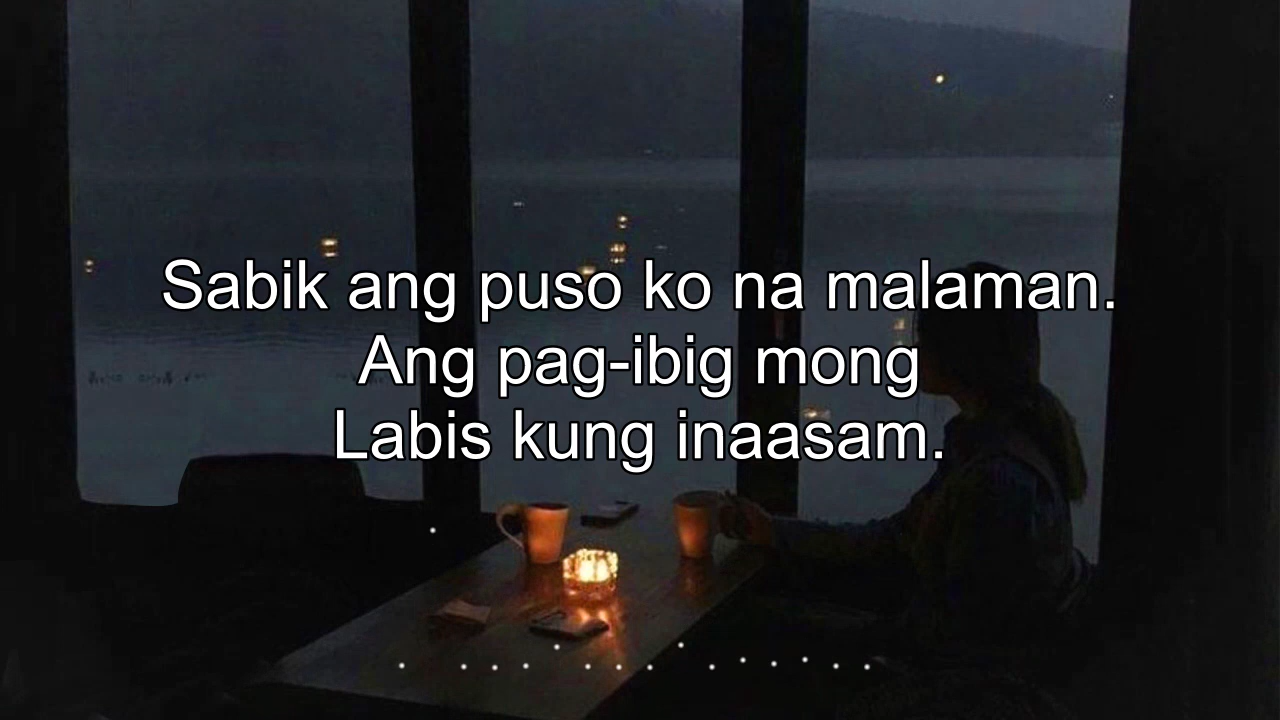 Sabik ang puso ko na malaman.
Ang pag-ibig mong
Labis kung inaasam.